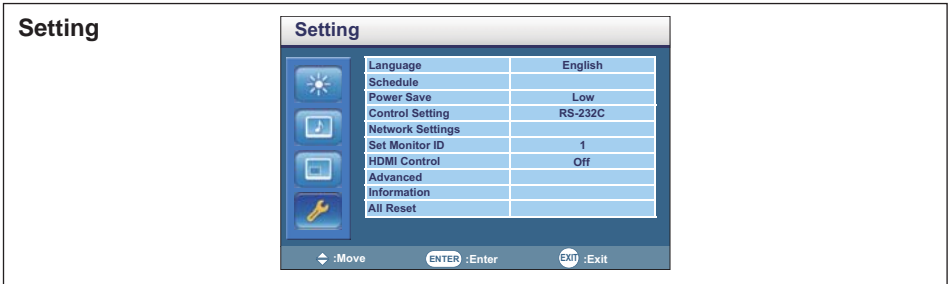 Setting
Setting
Language English
Schedule
Power Save Low
Control Setting RS-232C
Network Settings
Set Monitor ID 1
HDMI Control Off
Advanced
Information
All Reset
:Move ENTER :Enter EXIT :Exit